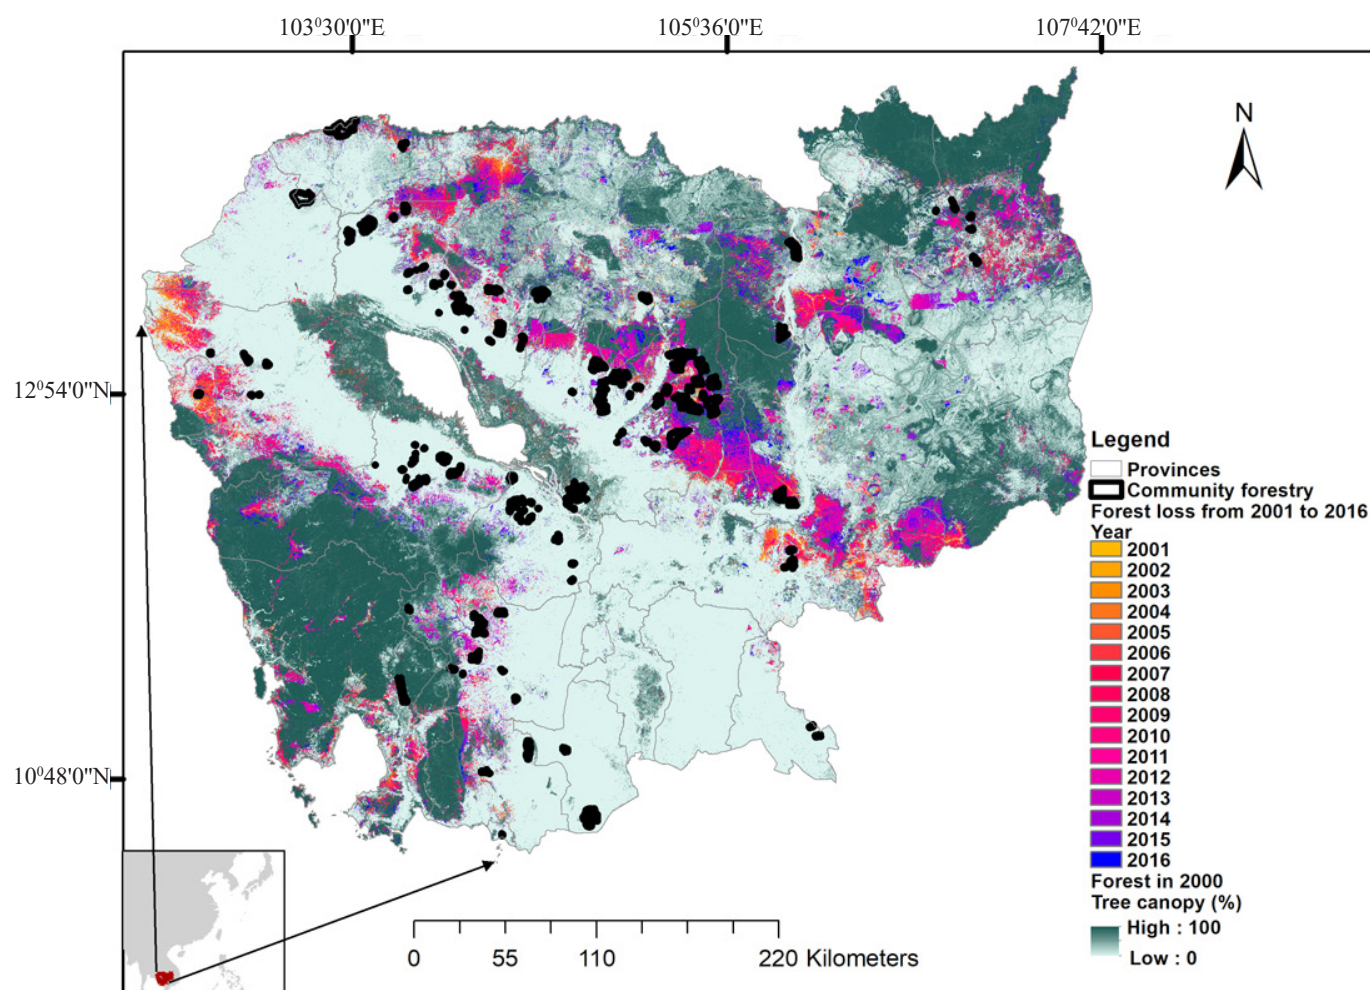 103⁰30'0"E 105⁰36'0"E 107⁰42'0"E
N
12⁰54'0"N
10⁰48'0"N
Legend
Provinces
Community forestry
Forest loss from 2001 to 2016
Year
2001
2002
2003
2004
2005
2006
2007
2008
2009
2010
2011
2012
2013
2014
2015
2016
Forest in 2000
Tree canopy (%)
High : 100
Low : 0
0 55 110 220 Kilometers